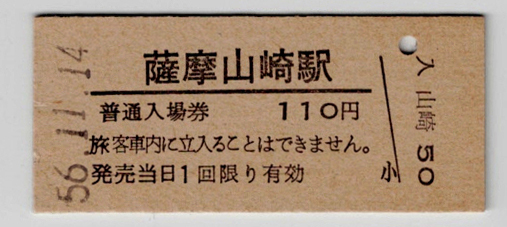 56.11.14
薩摩山崎駅
普通入場券 110円
旅客車内に立入ることはできません。
発売当日1回限り有効
小
入 山崎 50